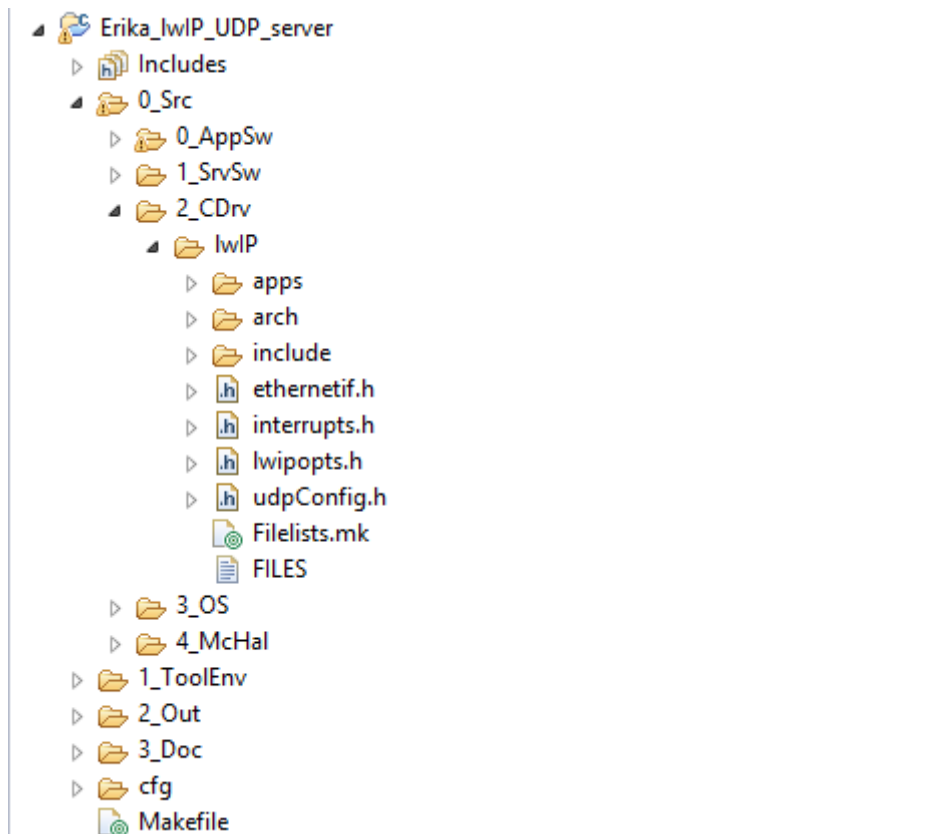 Erika_lwIP_UDP_server
Includes
0_Src
0_AppSw
1_SrvSw
2_CDrv
lwIP
apps
arch
include
ethernetif.h
interrupts.h
lwipopts.h
udpConfig.h
Filelists.mk
FILES
3_OS
4_McHal
1_ToolEnv
2_Out
3_Doc
cfg
Makefile